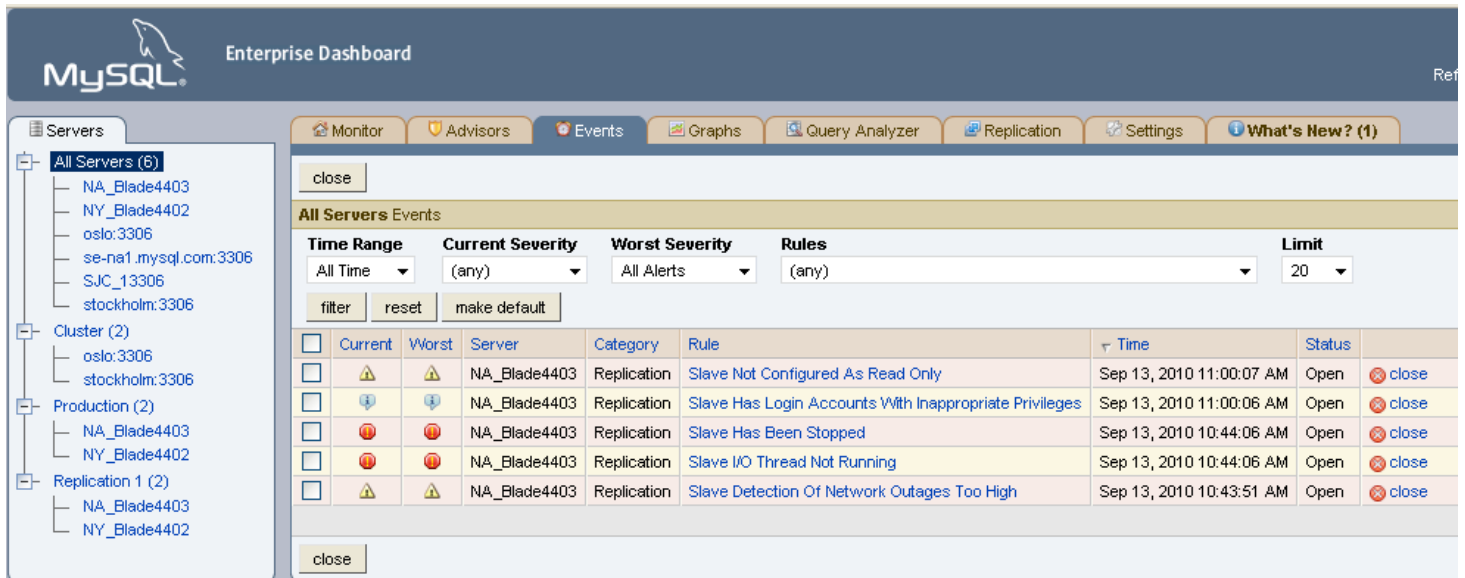 MySQL®
Enterprise Dashboard
Ref
Servers
All Servers (6)
NA_Blade4403
NY_Blade4402
oslo:3306
se-na1.mysql.com:3306
SJC_13306
stockholm:3306
Cluster (2)
oslo:3306
stockholm:3306
Production (2)
NA_Blade4403
NY_Blade4402
Replication 1 (2)
NA_Blade4403
NY_Blade4402
Monitor Advisors Events Graphs Query Analyzer Replication Settings What's New? (1)
close
All Servers Events
Time Range Current Severity Worst Severity Rules Limit
All Time (any) All Alerts (any) 20
filter reset make default
Current Worst Server Category Rule Time Status
NA_Blade4403 Replication Slave Not Configured As Read Only Sep 13, 2010 11:00:07 AM Open close
NA_Blade4403 Replication Slave Has Login Accounts With Inappropriate Privileges Sep 13, 2010 11:00:06 AM Open close
NA_Blade4403 Replication Slave Has Been Stopped Sep 13, 2010 10:44:06 AM Open close
NA_Blade4403 Replication Slave I/O Thread Not Running Sep 13, 2010 10:44:06 AM Open close
NA_Blade4403 Replication Slave Detection Of Network Outages Too High Sep 13, 2010 10:43:51 AM Open close
close